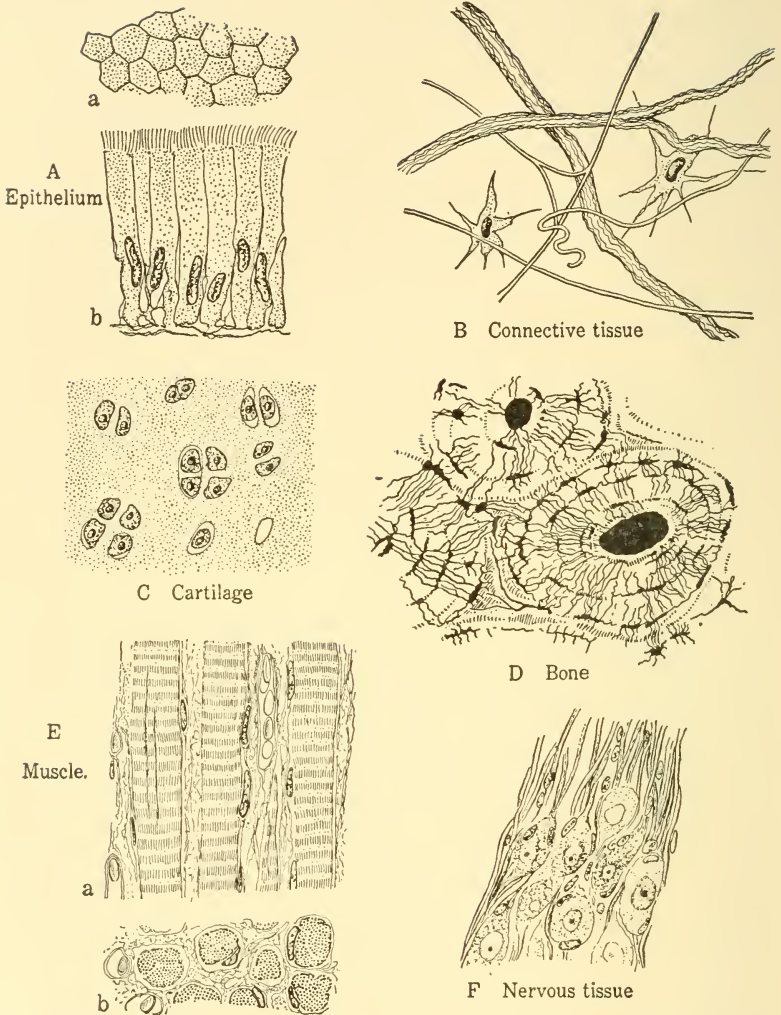 a
A
Epithelium
b
B Connective tissue
C Cartilage
D Bone
E
Muscle.
a
b
F Nervous tissue